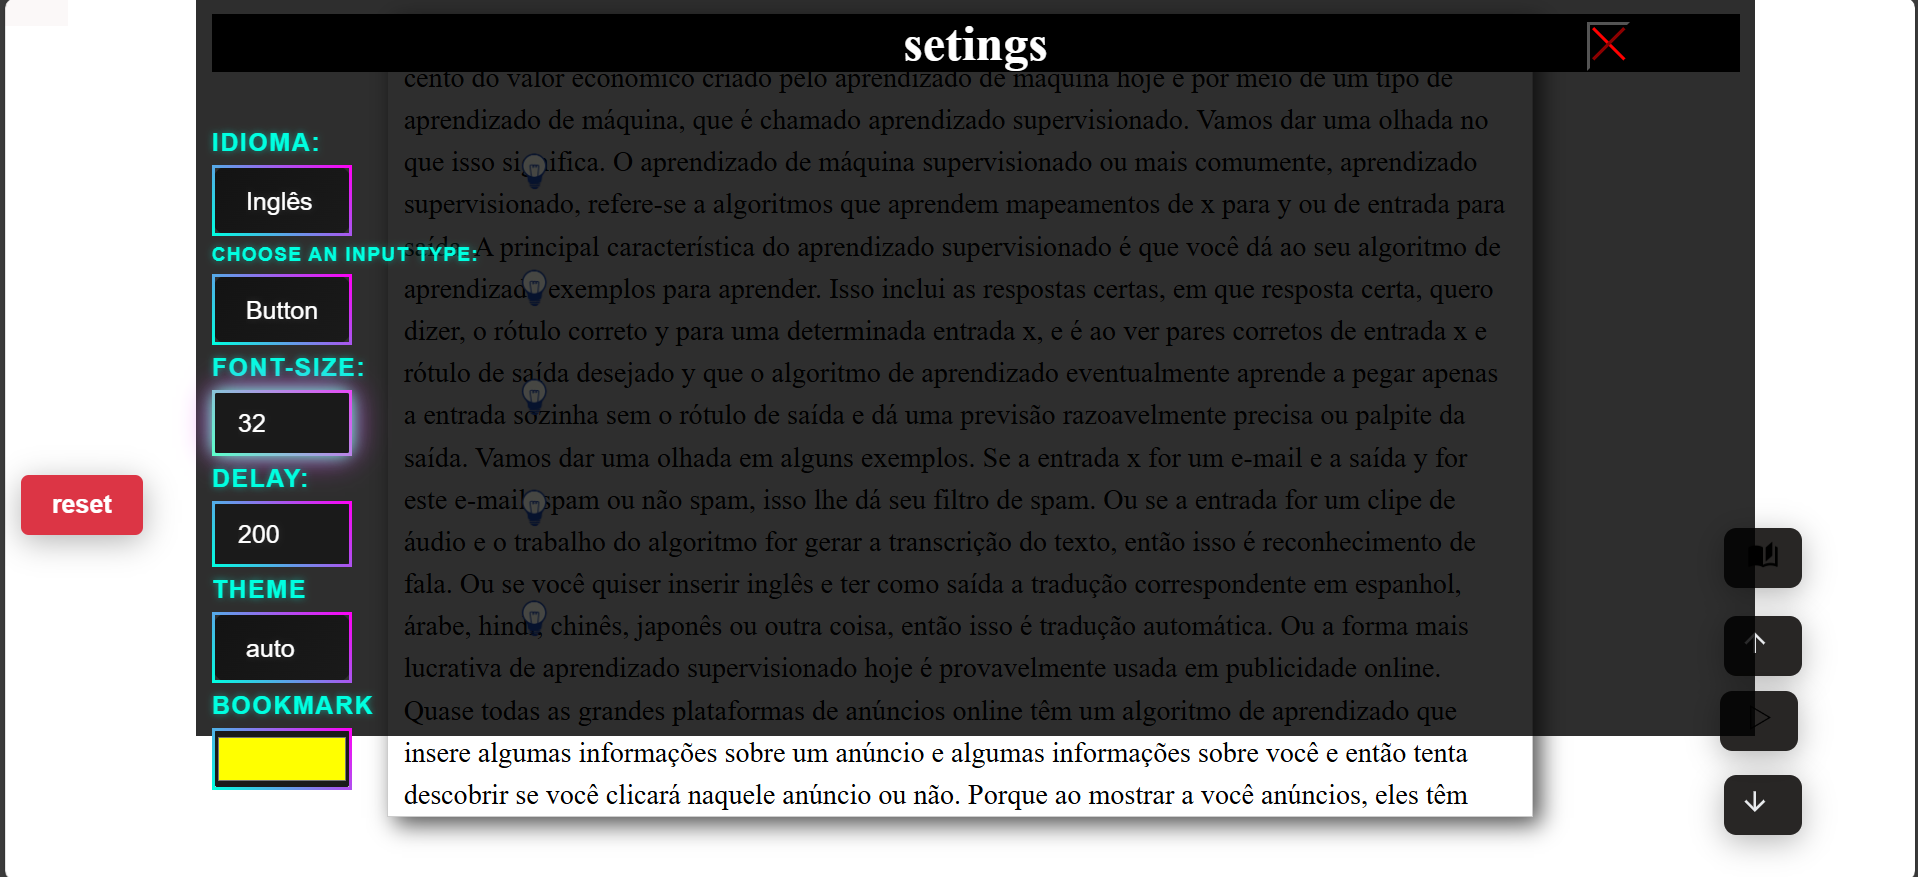 setings
IDIOMA:
Inglês
CHOOSE AN INPUT TYPE:
Button
FONT-SIZE:
32
DELAY:
200
THEME
auto
BOOKMARK
reset
cento do valor econômico criado pelo aprendizado de máquina hoje é por meio de um tipo de
aprendizado de máquina, que é chamado aprendizado supervisionado. Vamos dar uma olhada no
que isso significa. O aprendizado de máquina supervisionado ou mais comumente, aprendizado
supervisionado, refere-se a algoritmos que aprendem mapeamentos de x para y ou de entrada para
saída. A principal característica do aprendizado supervisionado é que você dá ao seu algoritmo de
aprendizado exemplos para aprender. Isso inclui as respostas certas, em que resposta certa, quero
dizer, o rótulo correto y para uma determinada entrada x, e é ao ver pares corretos de entrada x e
rótulo de saída desejado y que o algoritmo de aprendizado eventualmente aprende a pegar apenas
a entrada sozinha sem o rótulo de saída e dá uma previsão razoavelmente precisa ou palpite da
saída. Vamos dar uma olhada em alguns exemplos. Se a entrada x for um e-mail e a saída y for
este e-mail, spam ou não spam, isso lhe dá seu filtro de spam. Ou se a entrada for um clipe de
áudio e o trabalho do algoritmo for gerar a transcrição do texto, então isso é reconhecimento de
fala. Ou se você quiser inserir inglês e ter como saída a tradução correspondente em espanhol,
árabe, hindi, chinês, japonês ou outra coisa, então isso é tradução automática. Ou a forma mais
lucrativa de aprendizado supervisionado hoje é provavelmente usada em publicidade online.
Quase todas as grandes plataformas de anúncios online têm um algoritmo de aprendizado que
insere algumas informações sobre um anúncio e algumas informações sobre você e então tenta
descobrir se você clicará naquele anúncio ou não. Porque ao mostrar a você anúncios, eles têm